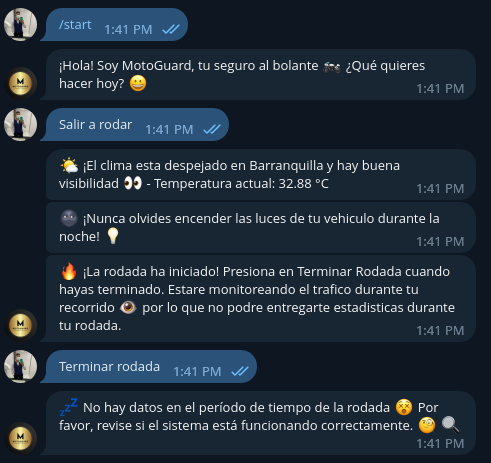 /start 1:41 PM
¡Hola! Soy MotoGuard, tu seguro al bolante 🏍️ ¿Qué quieres
hacer hoy? 😀 1:41 PM
Salir a rodar 1:41 PM
🌤️ ¡El clima esta despejado en Barranquilla y hay buena
visibilidad 👀 - Temperatura actual: 32.88 °C 1:41 PM
🌚 ¡Nunca olvides encender las luces de tu vehiculo durante la
noche! 💡 1:41 PM
🔥 ¡La rodada ha iniciado! Presiona en Terminar Rodada cuando
hayas terminado. Estare monitoreando el trafico durante tu
recorrido 👁️ por lo que no podre entregarte estadisticas durante
tu rodada. 1:41 PM
Terminar rodada 1:41 PM
💤 No hay datos en el período de tiempo de la rodada 😵 Por
favor, revise si el sistema está funcionando correctamente. 🧐 🔍
1:41 PM